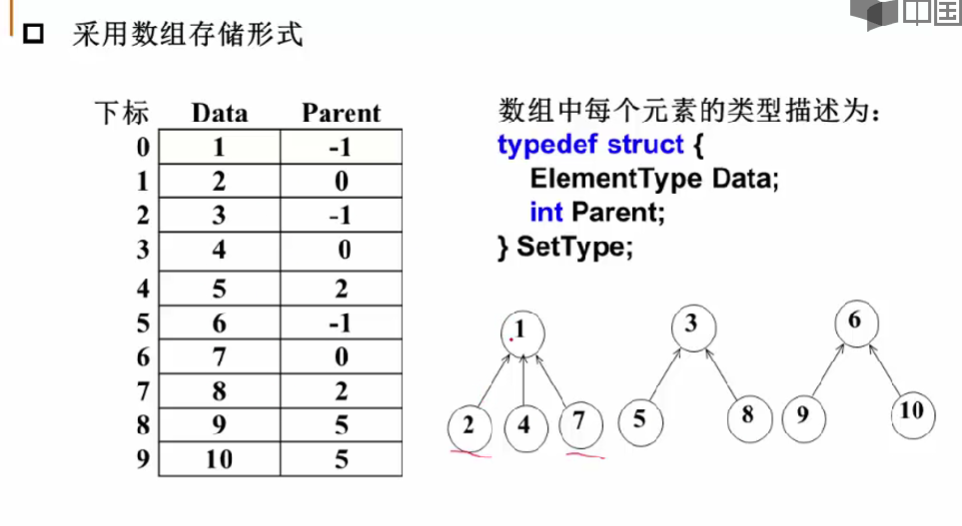 中国
采用数组存储形式
下标 Data Parent
0 1 -1
1 2 0
2 3 -1
3 4 0
4 5 2
5 6 -1
6 7 0
7 8 2
8 9 5
9 10 5
数组中每个元素的类型描述为:
typedef struct {
ElementType Data;
int Parent;
} SetType;
1 3 6
2 4 7 5 8 9 10